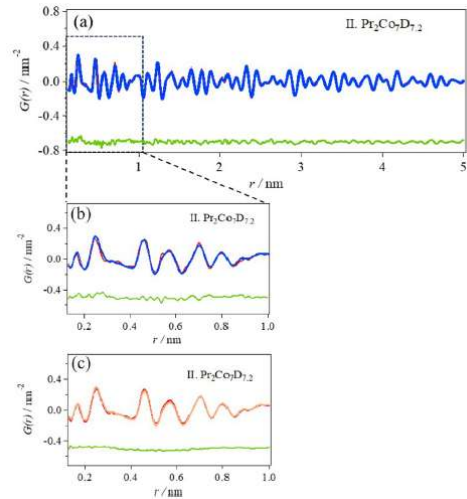 (a)
II. Pr2Co7D7.2
0.8
0.4
0.0
-0.4
-0.8
G(r) / nm-2
1 2 3 4 5
r / nm
(b)
II. Pr2Co7D7.2
0.4
0.0
-0.4
G(r) / nm-2
0.2 0.4 0.6 0.8 1.0
r / nm
(c)
II. Pr2Co7D7.2
0.4
0
-0.4
G(r) / nm-2
0.2 0.4 0.6 0.8 1.0
r / nm